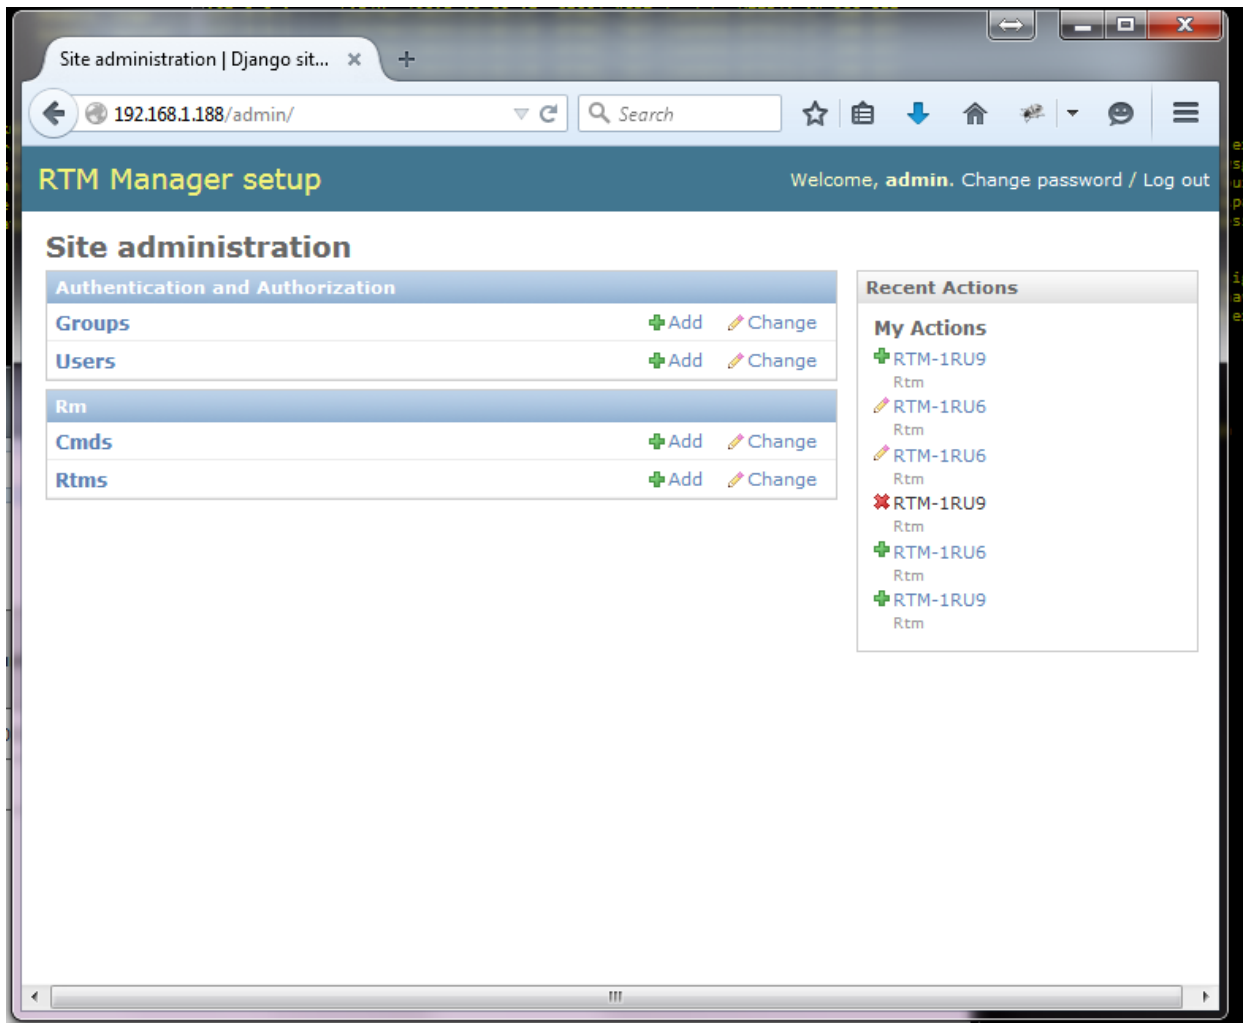 Site administration | Django sit...
192.168.1.188/admin/
Search
RTM Manager setup
Welcome, admin. Change password / Log out
Site administration
Authentication and Authorization
Groups Add Change
Users Add Change
Rm
Cmds Add Change
Rtms Add Change
Recent Actions
My Actions
RTM-1RU9
Rtm
RTM-1RU6
Rtm
RTM-1RU6
Rtm
RTM-1RU9
Rtm
RTM-1RU6
Rtm
RTM-1RU9
Rtm